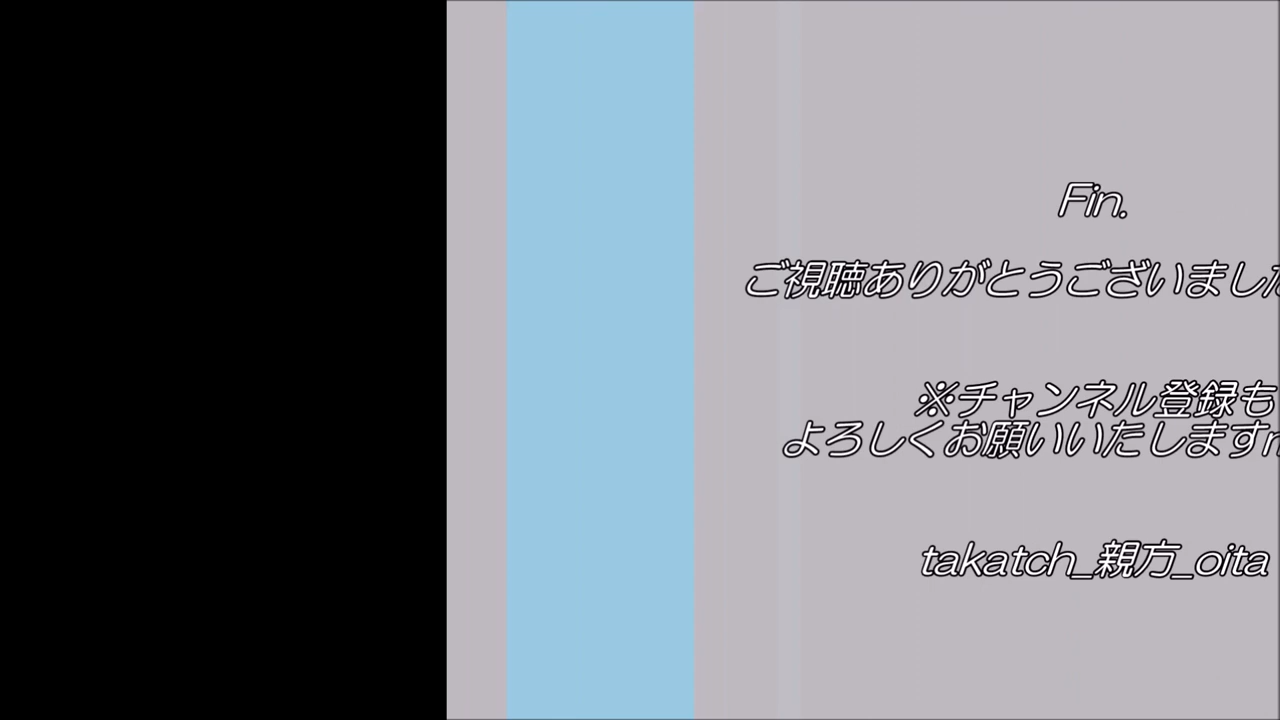 Fin.
ご視聴ありがとうございました
※チャンネル登録も
よろしくお願いいたしますm
takatch_親方_oita